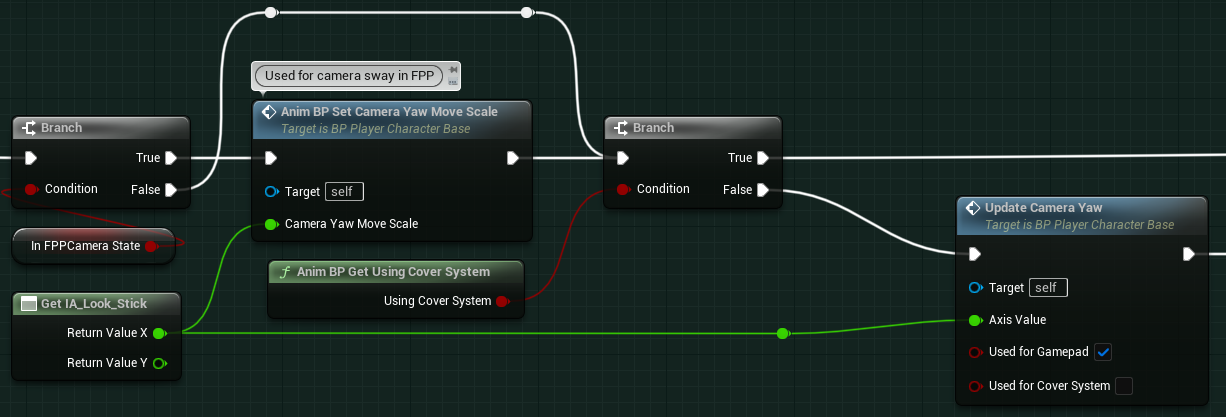 Used for camera sway in FPP
Branch
True
Condition
False
In FPPCamera State
Get IA_Look_Stick
Return Value X
Return Value Y
Anim BP Set Camera Yaw Move Scale
Target is BP Player Character Base
Target
self
Camera Yaw Move Scale
Anim BP Get Using Cover System
Using Cover System
Branch
True
Condition
False
Update Camera Yaw
Target is BP Player Character Base
Target
self
Axis Value
Used for Gamepad
Used for Cover System